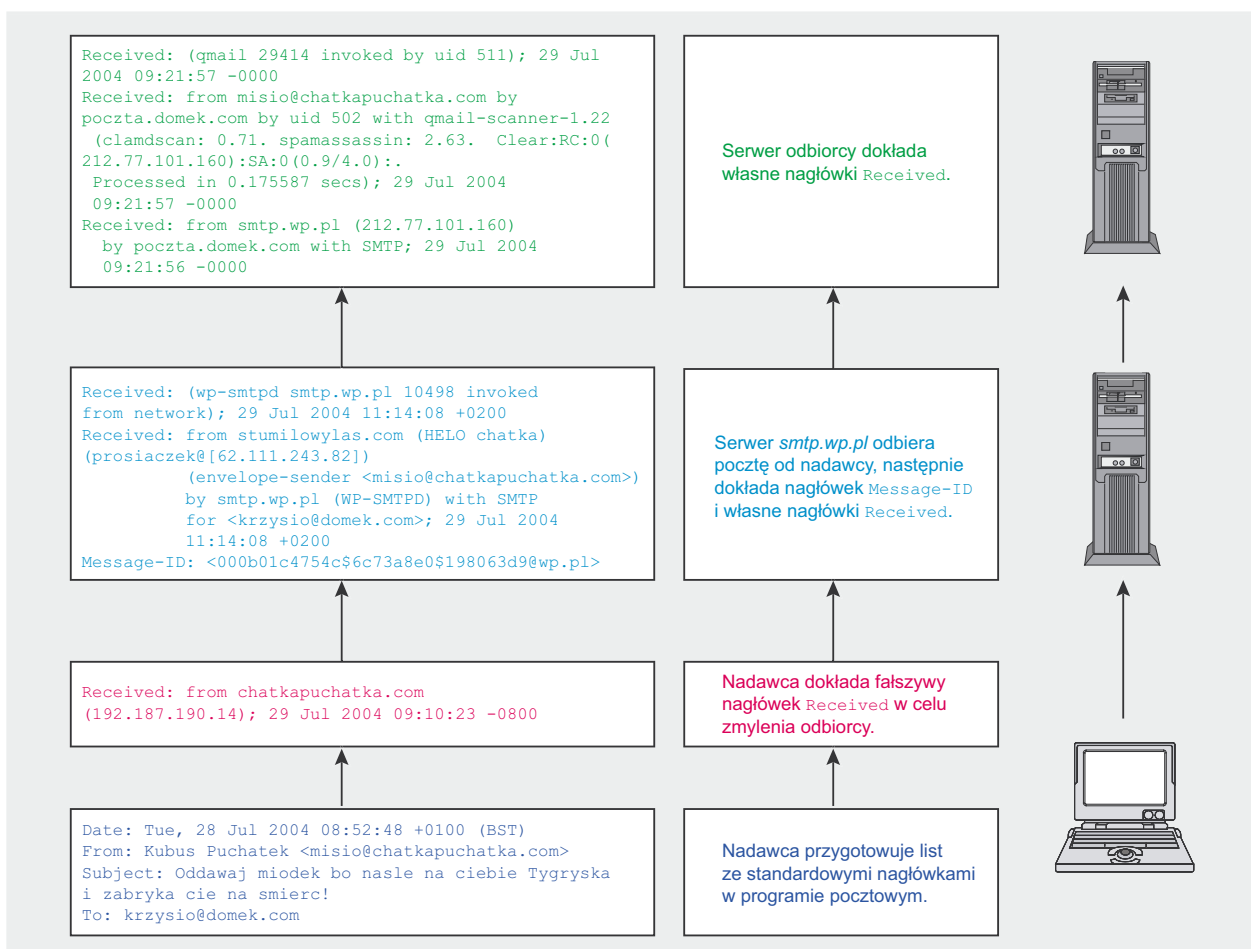 Received: (qmail 29414 invoked by uid 511); 29 Jul
2004 09:21:57 -0000
Received: from misio@chatkapuchatka.com by
poczta.domek.com by uid 502 with qmail-scanner-1.22
(clamdscan: 0.71. spamassassin: 2.63.  Clear:RC:0(
212.77.101.160):SA:0(0.9/4.0):.
Processed in 0.175587 secs); 29 Jul 2004
09:21:57 -0000
Received: from smtp.wp.pl (212.77.101.160)
by poczta.domek.com with SMTP; 29 Jul 2004
09:21:56 -0000
Serwer odbiorcy dokłada
własne nagłówki Received.
Received: (wp-smtpd smtp.wp.pl 10498 invoked
from network); 29 Jul 2004 11:14:08 +0200
Received: from stumilowylas.com (HELO chatka)
(prosiaczek@[62.111.243.82])
(envelope-sender <misio@chatkapuchatka.com>)
by smtp.wp.pl (WP-SMTPD) with SMTP
for <krzysio@domek.com>; 29 Jul 2004
11:14:08 +0200
Message-ID: <000b01c4754c$6c73a8e0$198063d9@wp.pl>
Serwer smtp.wp.pl odbiera
pocztę od nadawcy, następnie
dokłada nagłówek Message-ID
i własne nagłówki Received.
Received: from chatkapuchatka.com
(192.187.190.14); 29 Jul 2004 09:10:23 -0800
Nadawca dokłada fałszywy
nagłówek Received w celu
zmylenia odbiorcy.
Date: Tue, 28 Jul 2004 08:52:48 +0100 (BST)
From: Kubus Puchatek <misio@chatkapuchatka.com>
Subject: Oddawaj miodek bo nasle na ciebie Tygryska
i zabryka cie na smierc!
To: krzysio@domek.com
Nadawca przygotowuje list
ze standardowymi nagłówkami
w programie pocztowym.